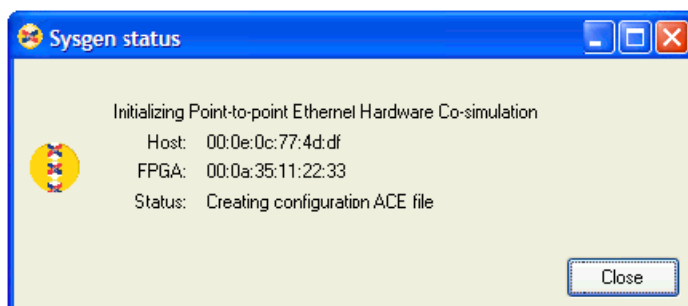 Sysgen status
Initializing Point-to-point Ethernet Hardware Co-simulation
Host: 00:0e:0c:77:4d:df
FPGA: 00:0a:35:11:22:33
Status: Creating configuration ACE file
Close